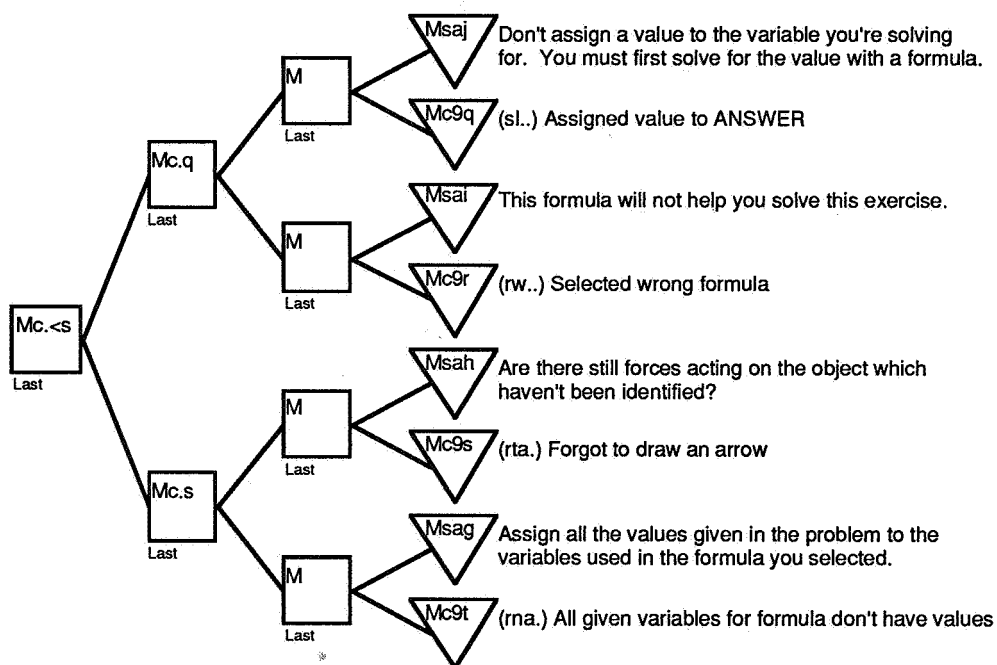 Msaj
Don't assign a value to the variable you're solving
for. You must first solve for the value with a formula.
M
Last
Mc9q
(sl..) Assigned value to ANSWER
Mc.q
Last
Msai
This formula will not help you solve this exercise.
M
Last
Mc9r
(rw..) Selected wrong formula
Mc.<s
Last
Msah
Are there still forces acting on the object which
haven't been identified?
M
Last
Mc9s
(rta.) Forgot to draw an arrow
Mc.s
Last
Msag
Assign all the values given in the problem to the
variables used in the formula you selected.
M
Last
Mc9t
(rna.) All given variables for formula don't have values